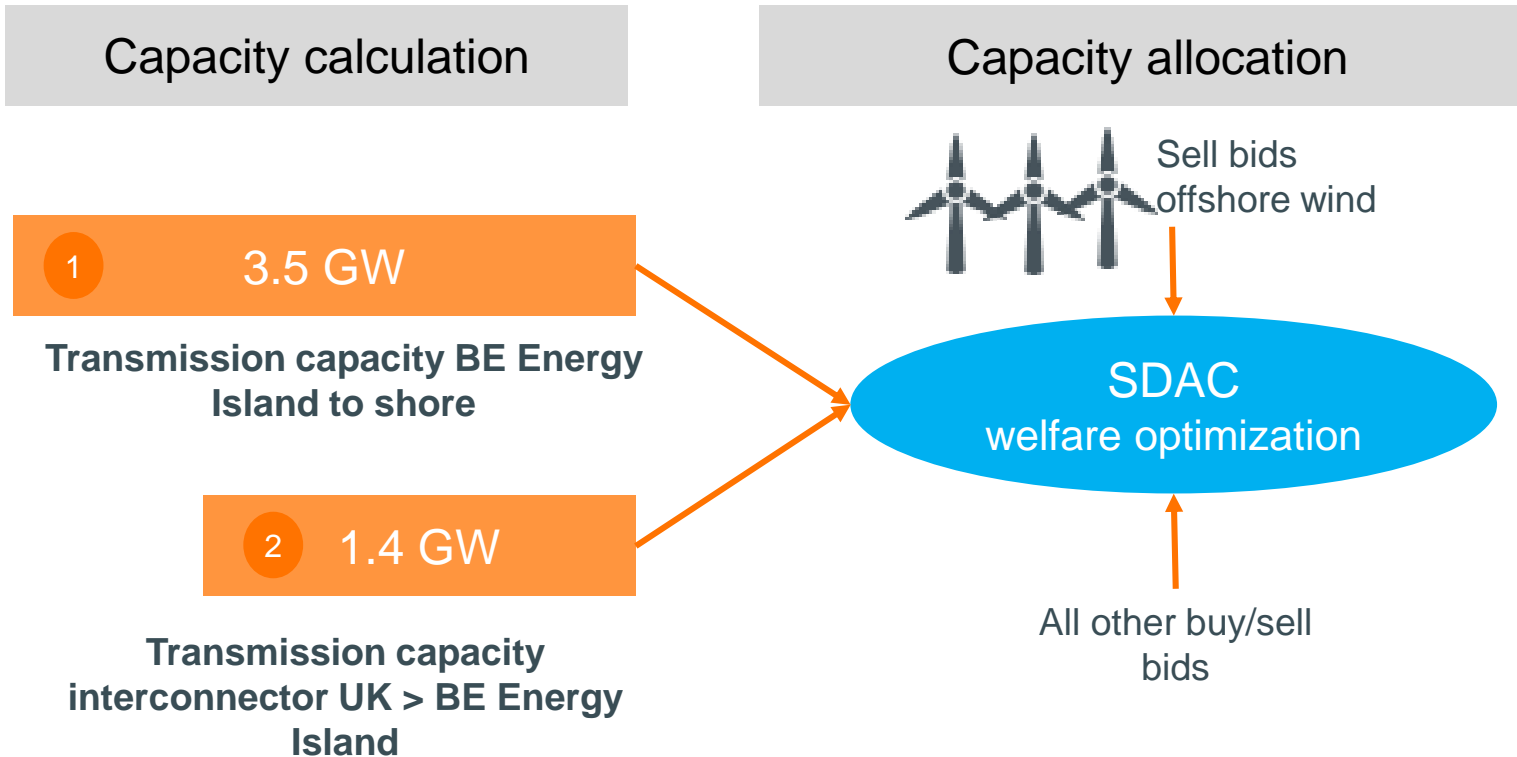 Capacity calculation
1
3.5 GW
Transmission capacity BE Energy
Island to shore
2
1.4 GW
Transmission capacity
interconnector UK > BE Energy
Island
Capacity allocation
Sell bids
offshore wind
SDAC
welfare optimization
All other buy/sell
bids